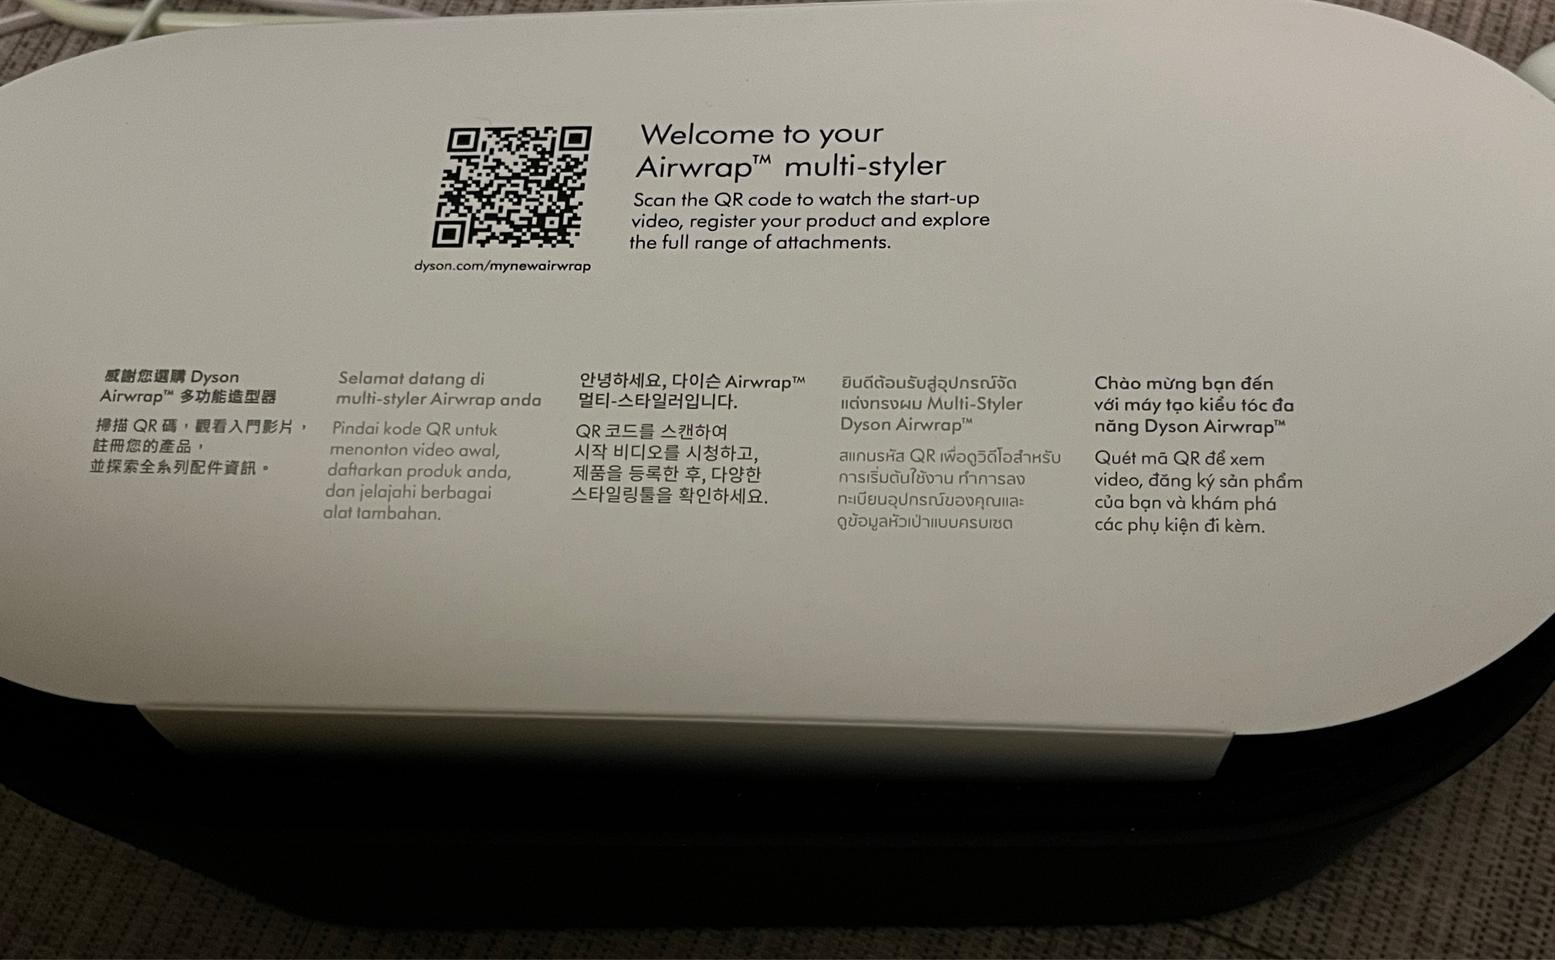 Welcome to your
Airwrap™ multi-styler
Scan the QR code to watch the start-up
video, register your product and explore
the full range of attachments.
dyson.com/mynewairwrap
感謝您選購 Dyson
Airwrap™ 多功能造型器
掃描 QR 碼，觀看入門影片，
註冊您的產品，
並探索全系列配件資訊。
Selamat datang di
multi-styler Airwrap anda
Pindai kode QR untuk
menonton video awal,
daftarkan produk anda,
dan jelajahi berbagai
alat tambahan.
안녕하세요, 다이슨 Airwrap™
멀티-스타일러입니다.
QR 코드를 스캔하여
시작 비디오를 시청하고,
제품을 등록한 후, 다양한
스타일링툴을 확인하세요.
ยินดีต้อนรับสู่อุปกรณ์จัด
แต่งทรงผม Multi-Styler
Dyson Airwrap™
สแกนรหัส QR เพื่อดูวิดีโอสำหรับ
การเริ่มต้นใช้งาน ทำการลง
ทะเบียนอุปกรณ์ของคุณและ
ดูข้อมูลหัวเป่าแบบครบเซต
Chào mừng bạn đến
với máy tạo kiểu tóc đa
năng Dyson Airwrap™
Quét mã QR để xem
video, đăng ký sản phẩm
của bạn và khám phá
các phụ kiện đi kèm.